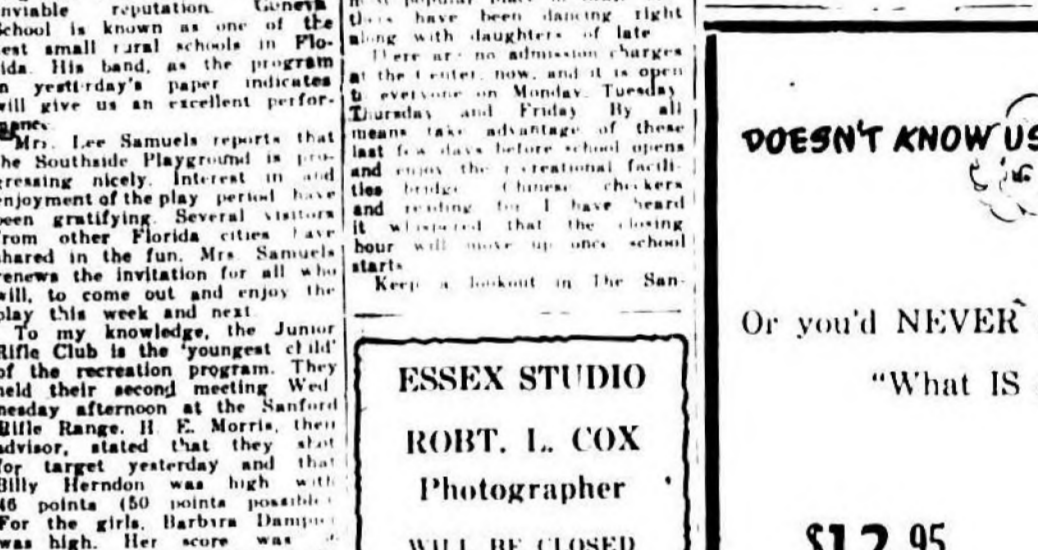 enviable reputation. Geneva
School is known as one of the
best small rural schools in Flo-
rida. His band, as the program
in yesterday's paper indicates
will give us an excellent perfor-
mance.
Mrs. Lee Samuels reports that
the Southside Playground is pro-
gressing nicely. Interest in and
enjoyment of the play period have
been gratifying. Several visitors
from other Florida cities have
shared in the fun. Mrs. Samuels
renews the invitation for all who
will, to come out and enjoy the
play this week and next.
To my knowledge, the Junior
Rifle Club is the 'youngest child'
of the recreation program. They
held their second meeting Wed
nesday afternoon at the Sanford
Rifle Range. H. E. Morris, their
advisor, stated that they shot
for target yesterday and that
Billy Herndon was high with
46 points (50 points possible)
For the girls, Barbara
was high. Her score was
have been dancing right
along with daughters of late
There are no admission charges
at the Center, now, and it is open
to everyone on Monday, Tuesday
Thursday and Friday By all
means take advantage of these
last few days before school opens
and enjoy the recreational facili-
ties bridge Chinese checkers
and reading for I have heard
it whispered that the closing
hour will move up once school
starts
Keep a lookout in The San-
ESSEX STUDIO
ROBT. L. COX
Photographer
WILL BE CLOSED
DOESN'T KNOW US
Or you'd NEVER
"What IS
$12.95